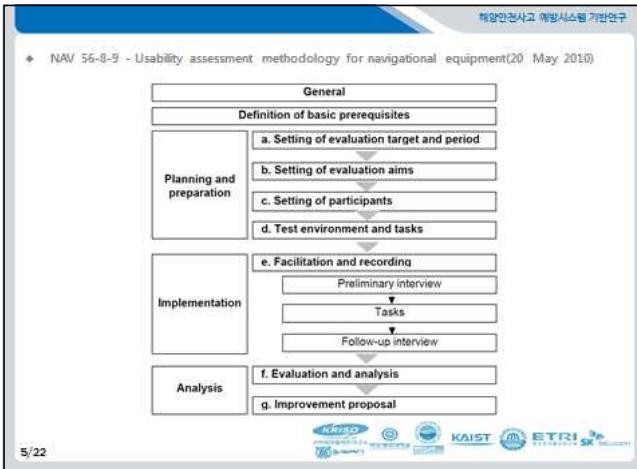 해양안전사고 예방시스템 기반연구
◆ NAV 56-8-9 - Usability assessment methodology for navigational equipment(20 May 2010)
General
Definition of basic prerequisites
Planning and
preparation
a. Setting of evaluation target and period
b. Setting of evaluation aims
c. Setting of participants
d. Test environment and tasks
Implementation
e. Facilitation and recording
Preliminary interview
Tasks
Follow-up interview
Analysis
f. Evaluation and analysis
g. Improvement proposal
KRISO
KAIST
ETRI
SK telecom
5/22